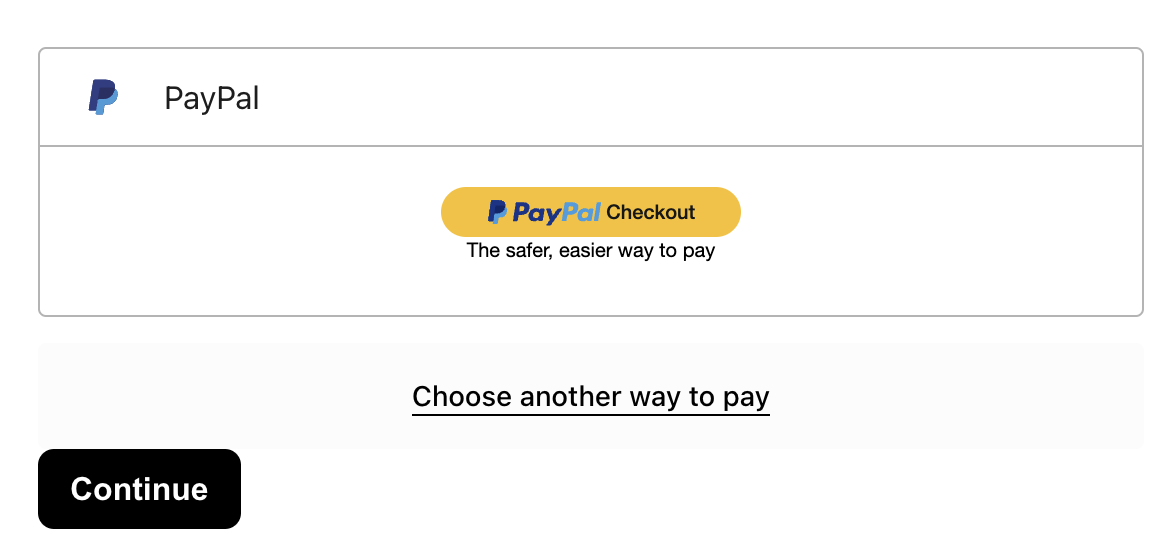 PayPal
PayPal Checkout
The safer, easier way to pay
Choose another way to pay
Continue